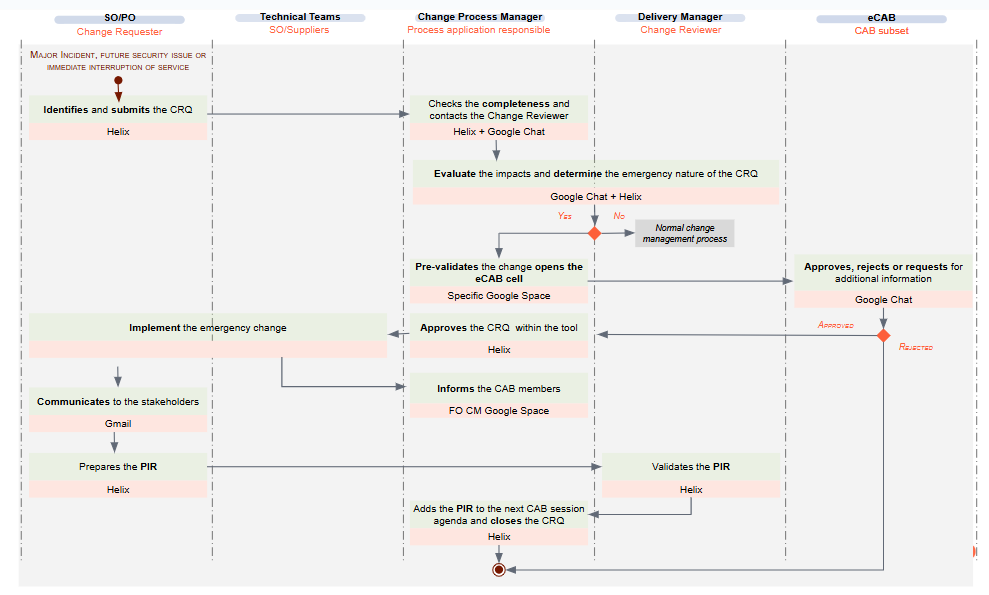 SO/PO
Change Requester
Technical Teams
SO/Suppliers
Change Process Manager
Process application responsible
Delivery Manager
Change Reviewer
eCAB
CAB subset
Major Incident, future security issue or
immediate interruption of service
Identifies and submits the CRQ
Helix
Checks the completeness and
contacts the Change Reviewer
Helix + Google Chat
Evaluate the impacts and determine the emergency nature of the CRQ
Google Chat + Helix
Yes
No
Normal change
management process
Pre-validates the change opens the
eCAB cell
Specific Google Space
Approves, rejects or requests for
additional information
Google Chat
Approved
Rejected
Implement the emergency change
Approves the CRQ within the tool
Helix
Informs the CAB members
FO CM Google Space
Communicates to the stakeholders
Gmail
Prepares the PIR
Helix
Validates the PIR
Helix
Adds the PIR to the next CAB session
agenda and closes the CRQ
Helix